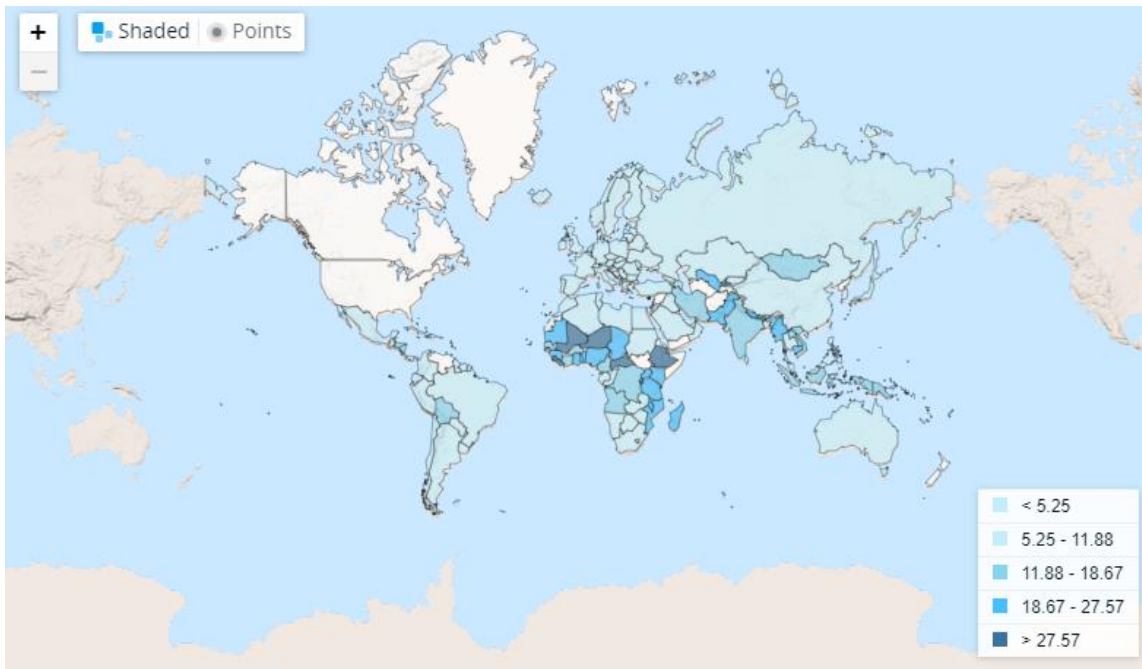 +
Shaded
Points
−
< 5.25
5.25 - 11.88
11.88 - 18.67
18.67 - 27.57
> 27.57